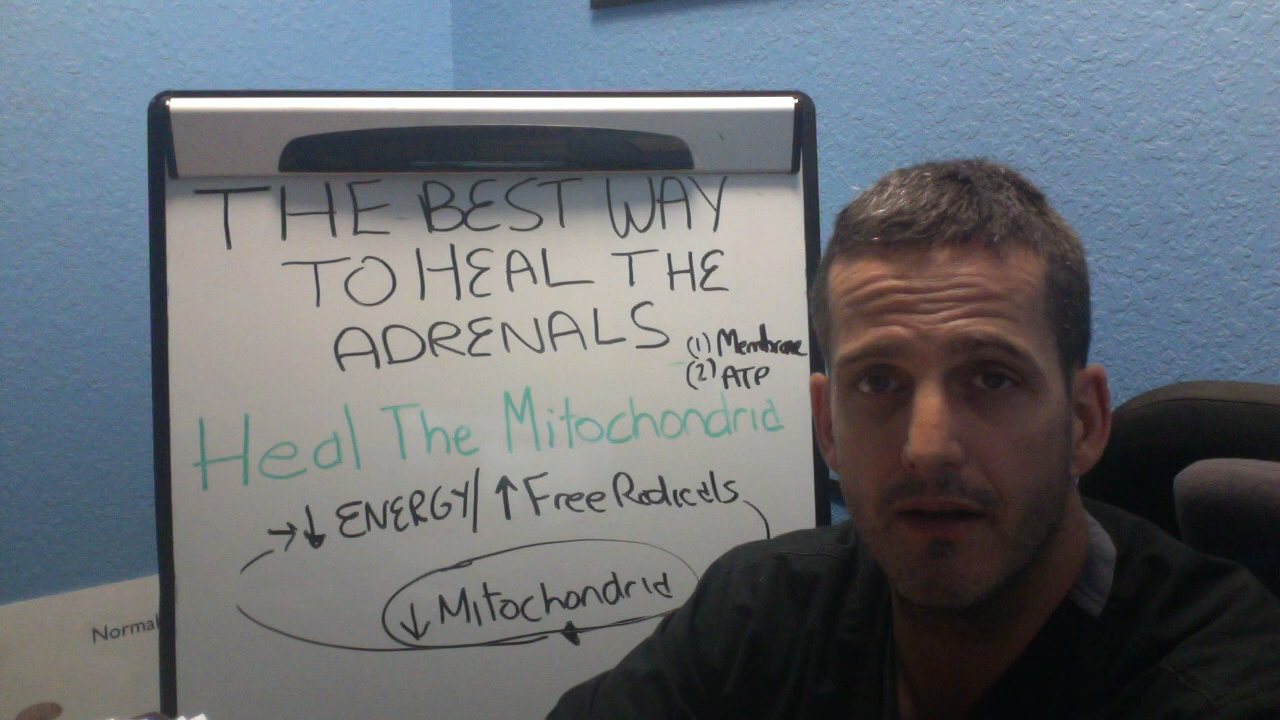 THE BEST WAY
TO HEAL THE
ADRENALS
(1) Membrane
(2) ATP
Heal The Mitochondria
→↓ ENERGY/ ↑ Free Radicals
↓ Mitochondria
Normal